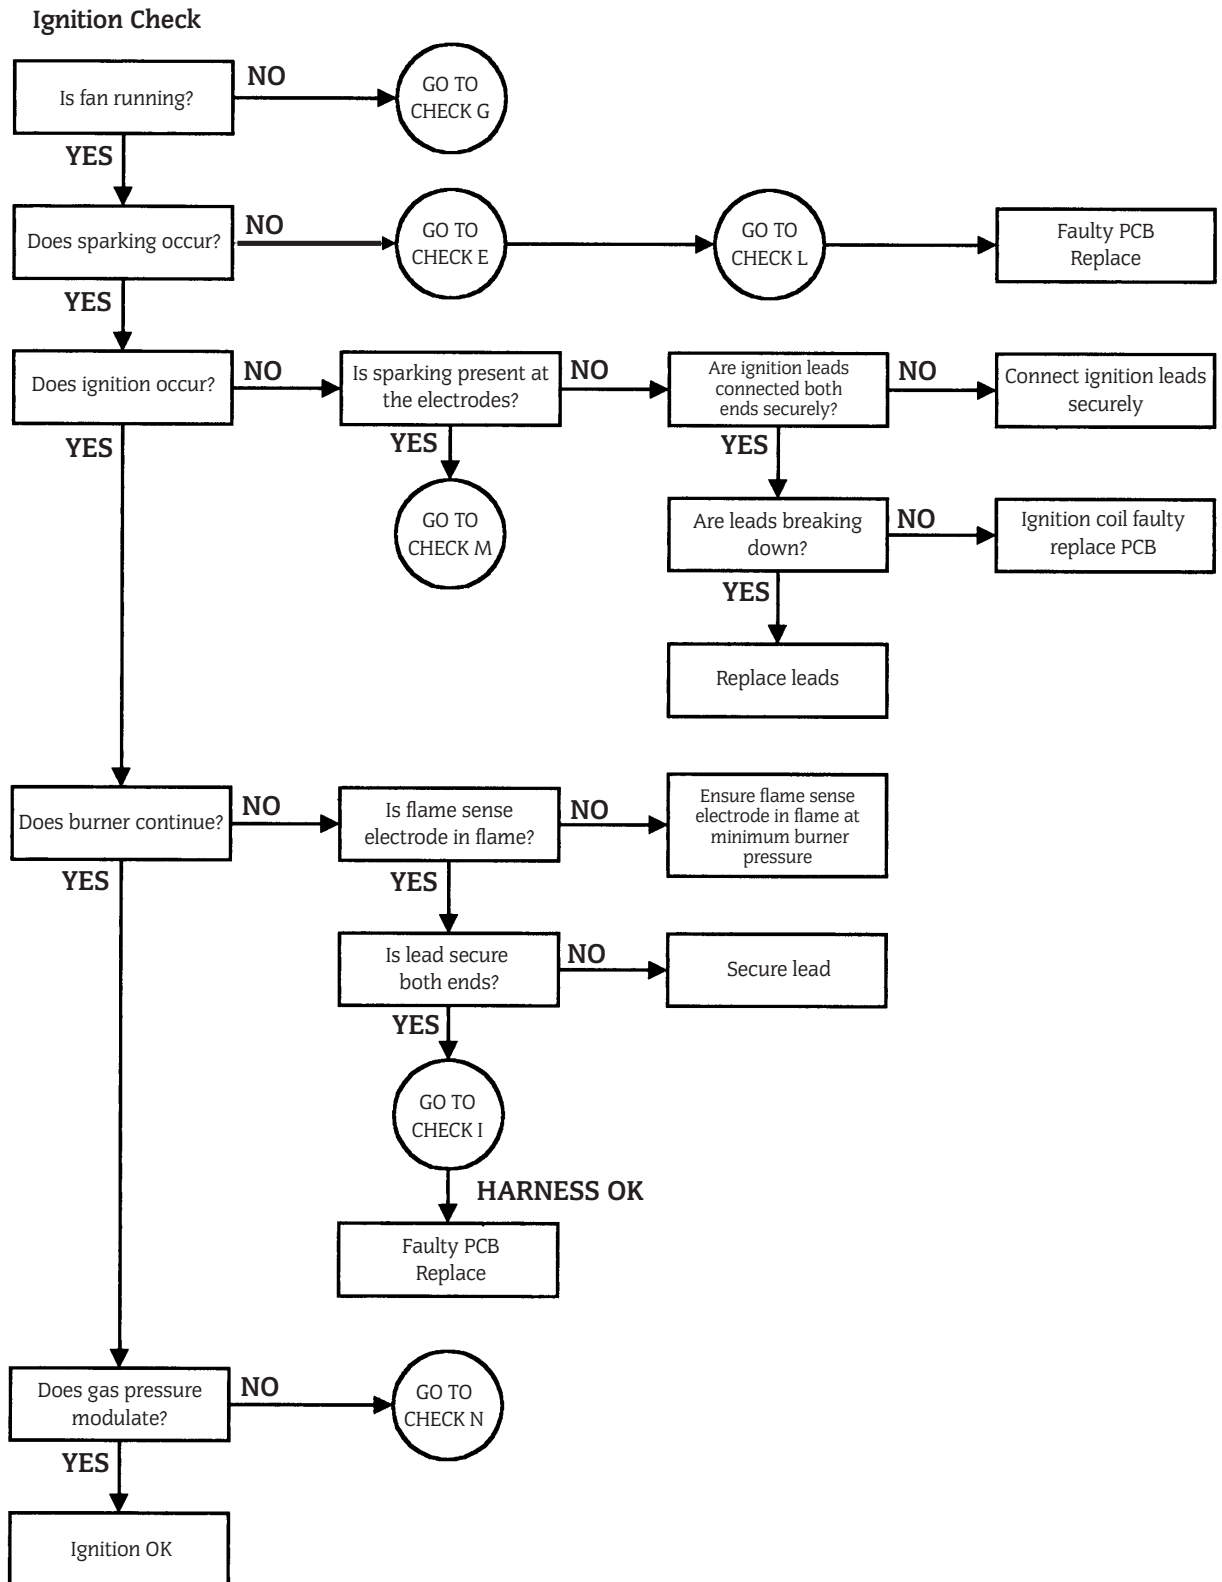 Ignition Check
Is fan running?
NO
GO TO
CHECK G
YES
Does sparking occur?
NO
GO TO
CHECK E
GO TO
CHECK L
Faulty PCB
Replace
YES
Does ignition occur?
NO
Is sparking present at
the electrodes?
NO
Are ignition leads
connected both
ends securely?
NO
Connect ignition leads
securely
YES
YES
GO TO
CHECK M
YES
Are leads breaking
down?
NO
Ignition coil faulty
replace PCB
YES
Replace leads
Does burner continue?
NO
Is flame sense
electrode in flame?
NO
Ensure flame sense
electrode in flame at
minimum burner
pressure
YES
YES
Is lead secure
both ends?
NO
Secure lead
YES
GO TO
CHECK I
HARNESS OK
Faulty PCB
Replace
Does gas pressure
modulate?
NO
GO TO
CHECK N
YES
Ignition OK